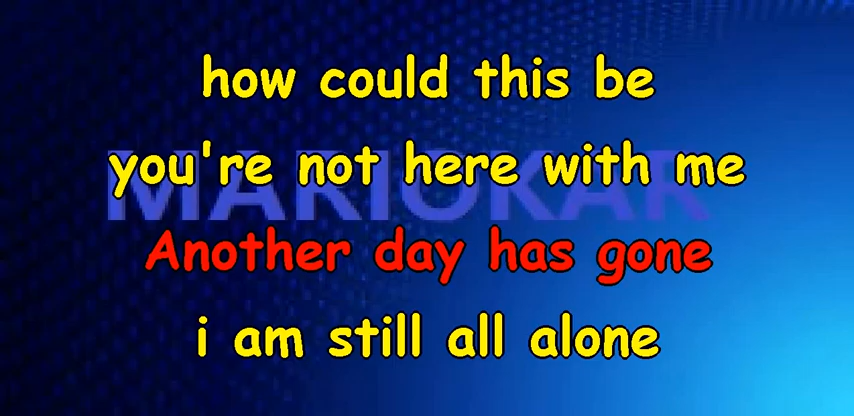 how could this be
you're not here with me
MARIOKAR
Another day has gone
i am still all alone